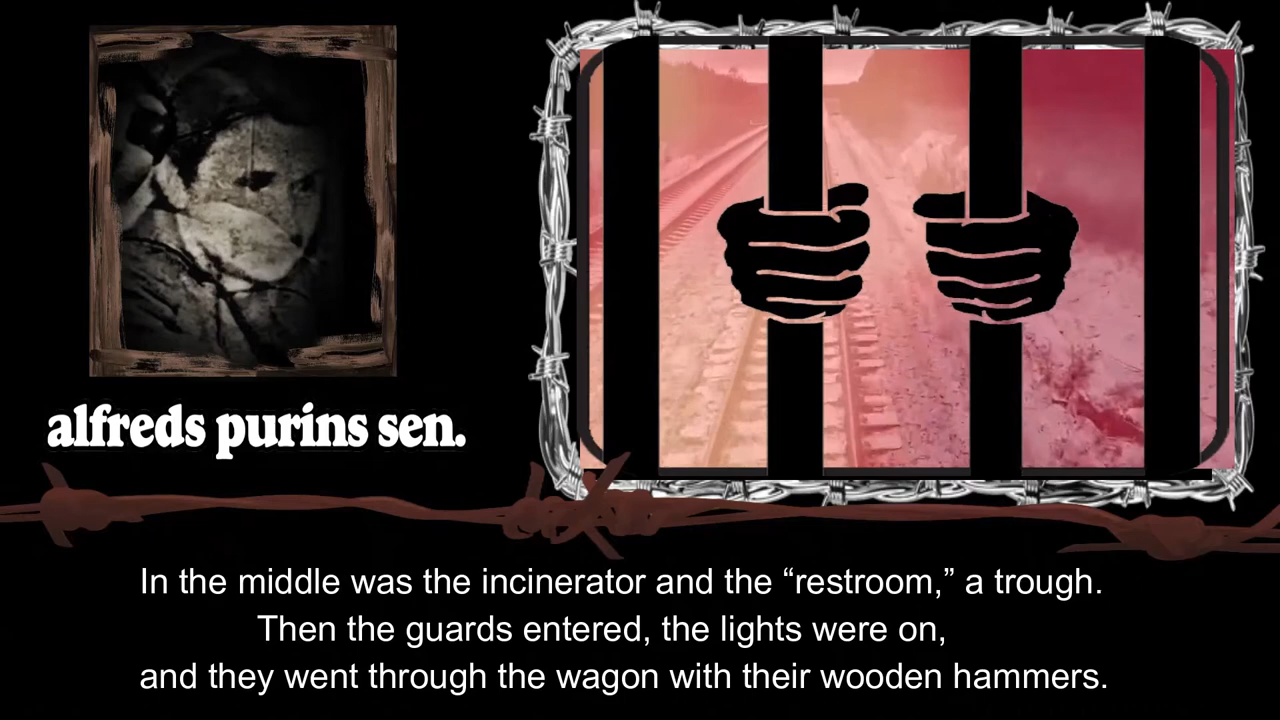 alfreds purins sen.
In the middle was the incinerator and the “restroom,” a trough.
Then the guards entered, the lights were on,
and they went through the wagon with their wooden hammers.